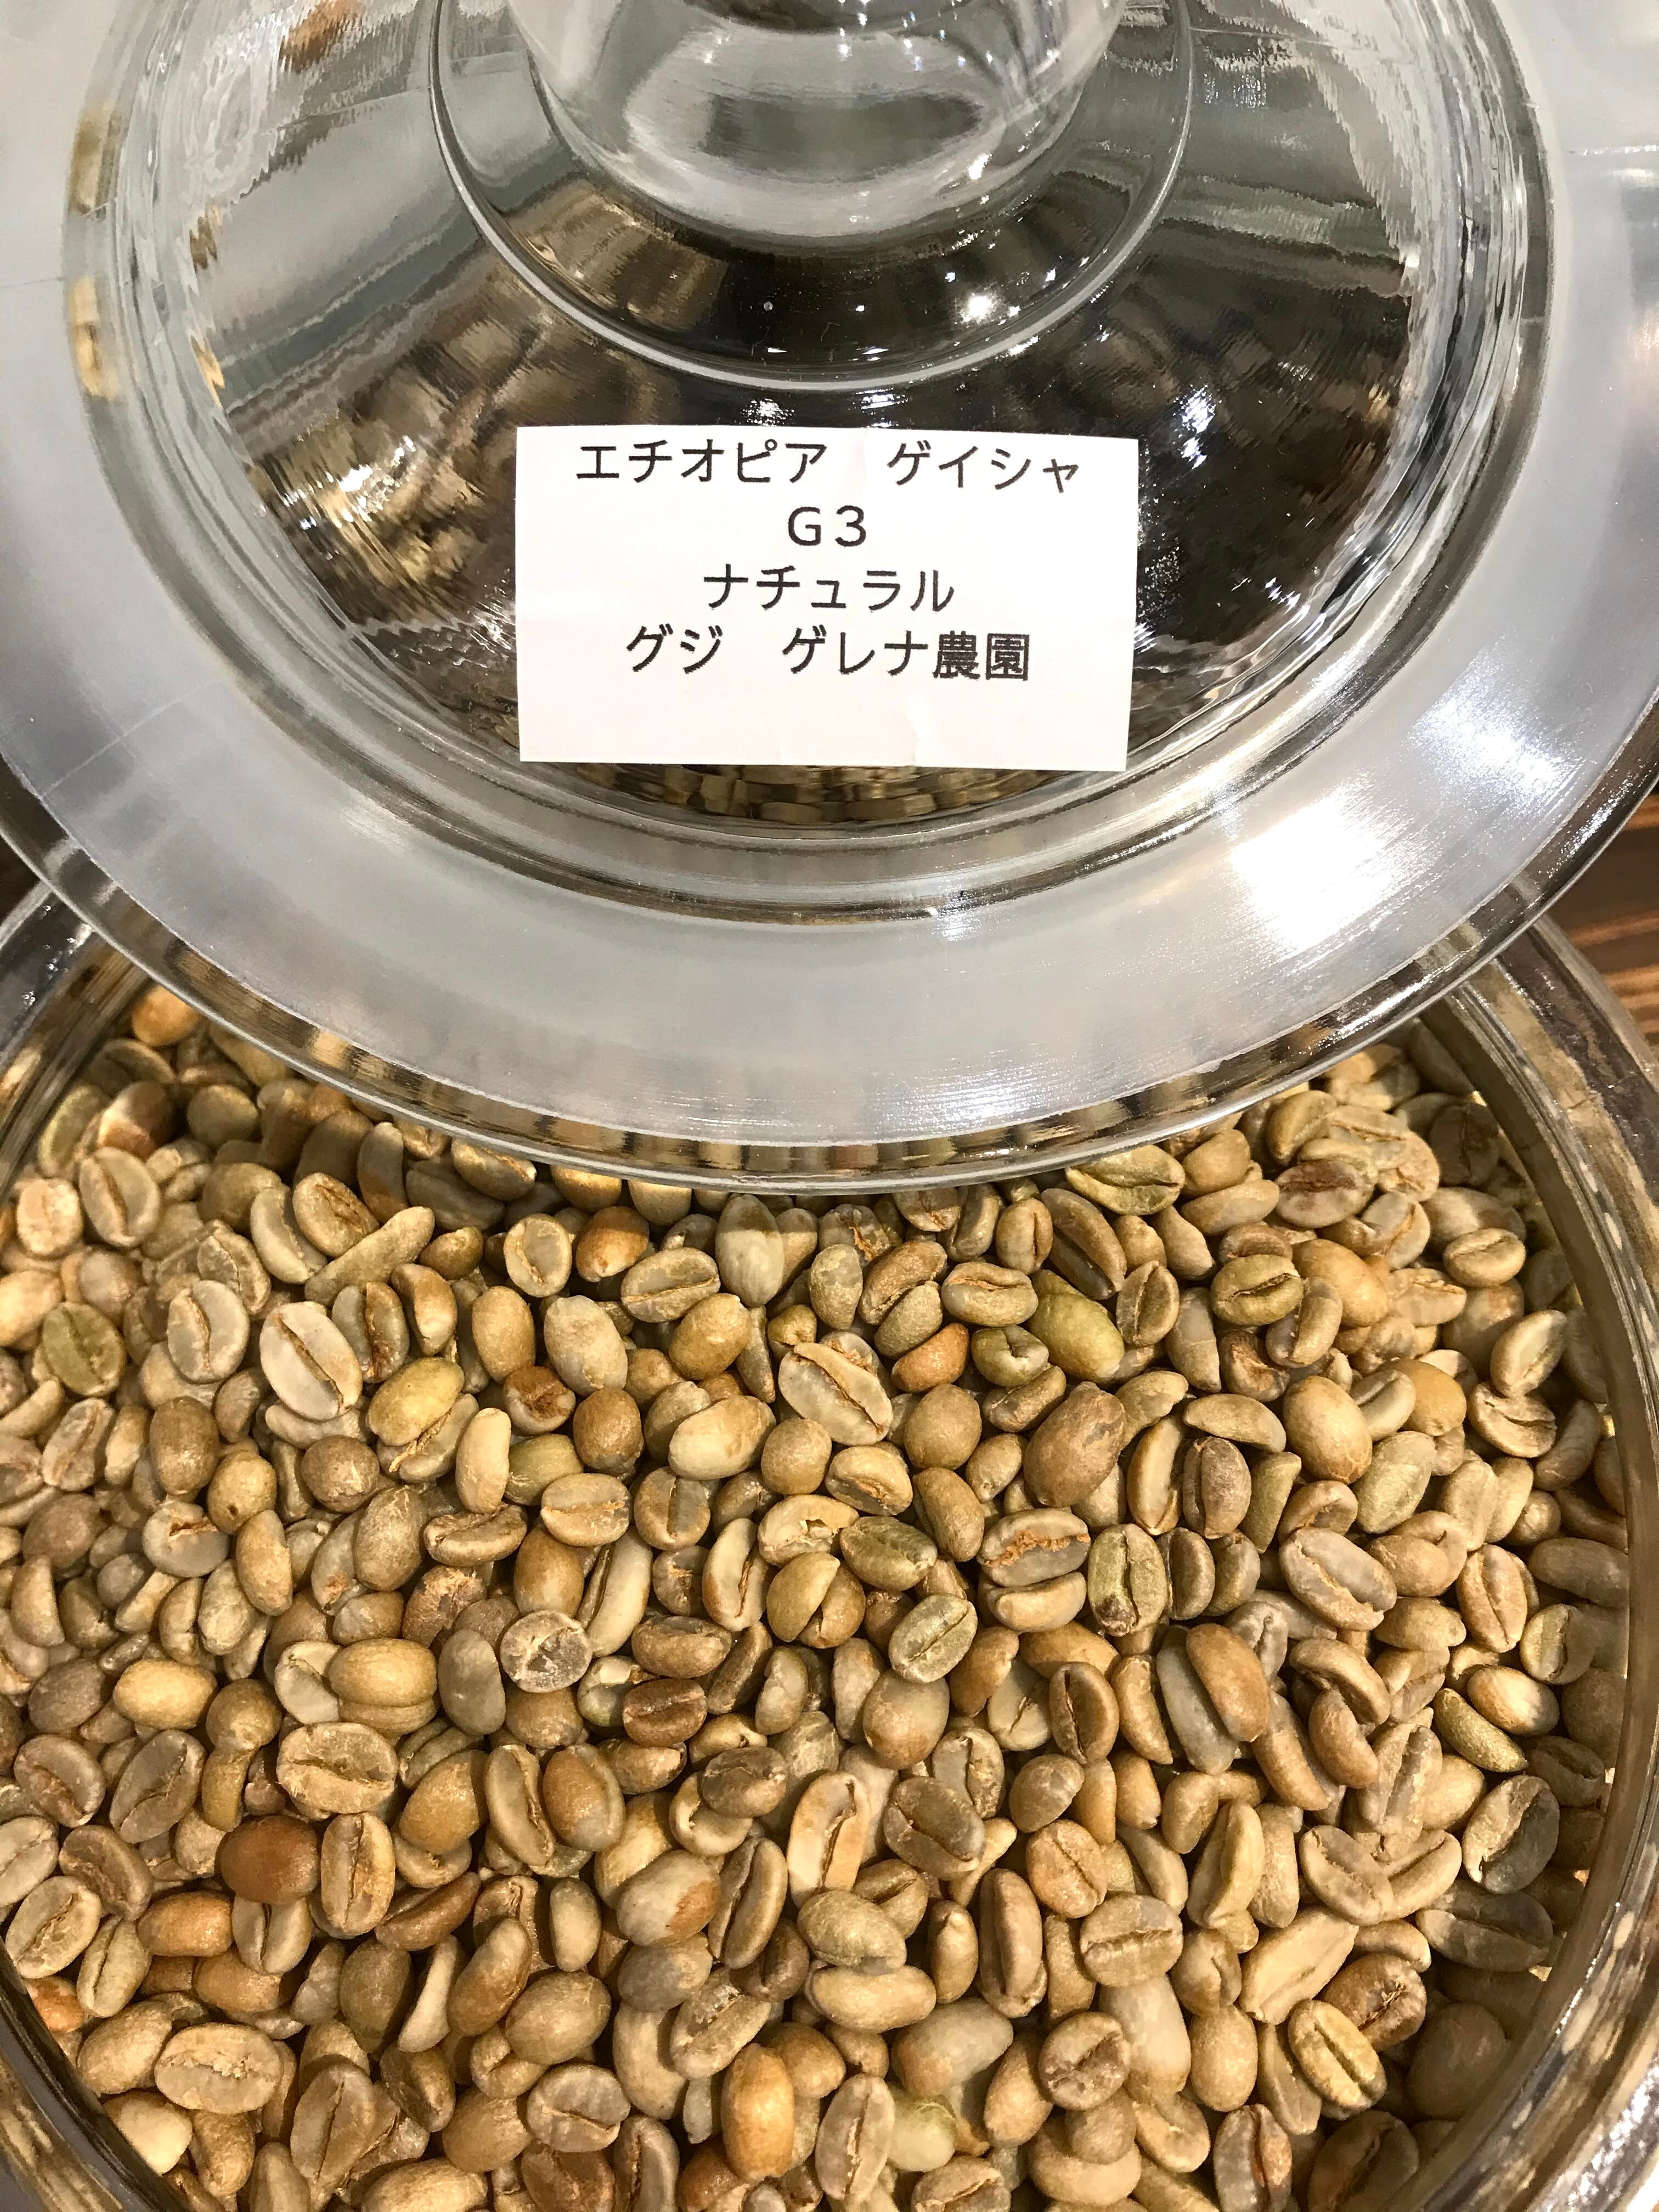 エチオピア　ゲイシャ
Ｇ３
ナチュラル
グジ　ゲレナ農園